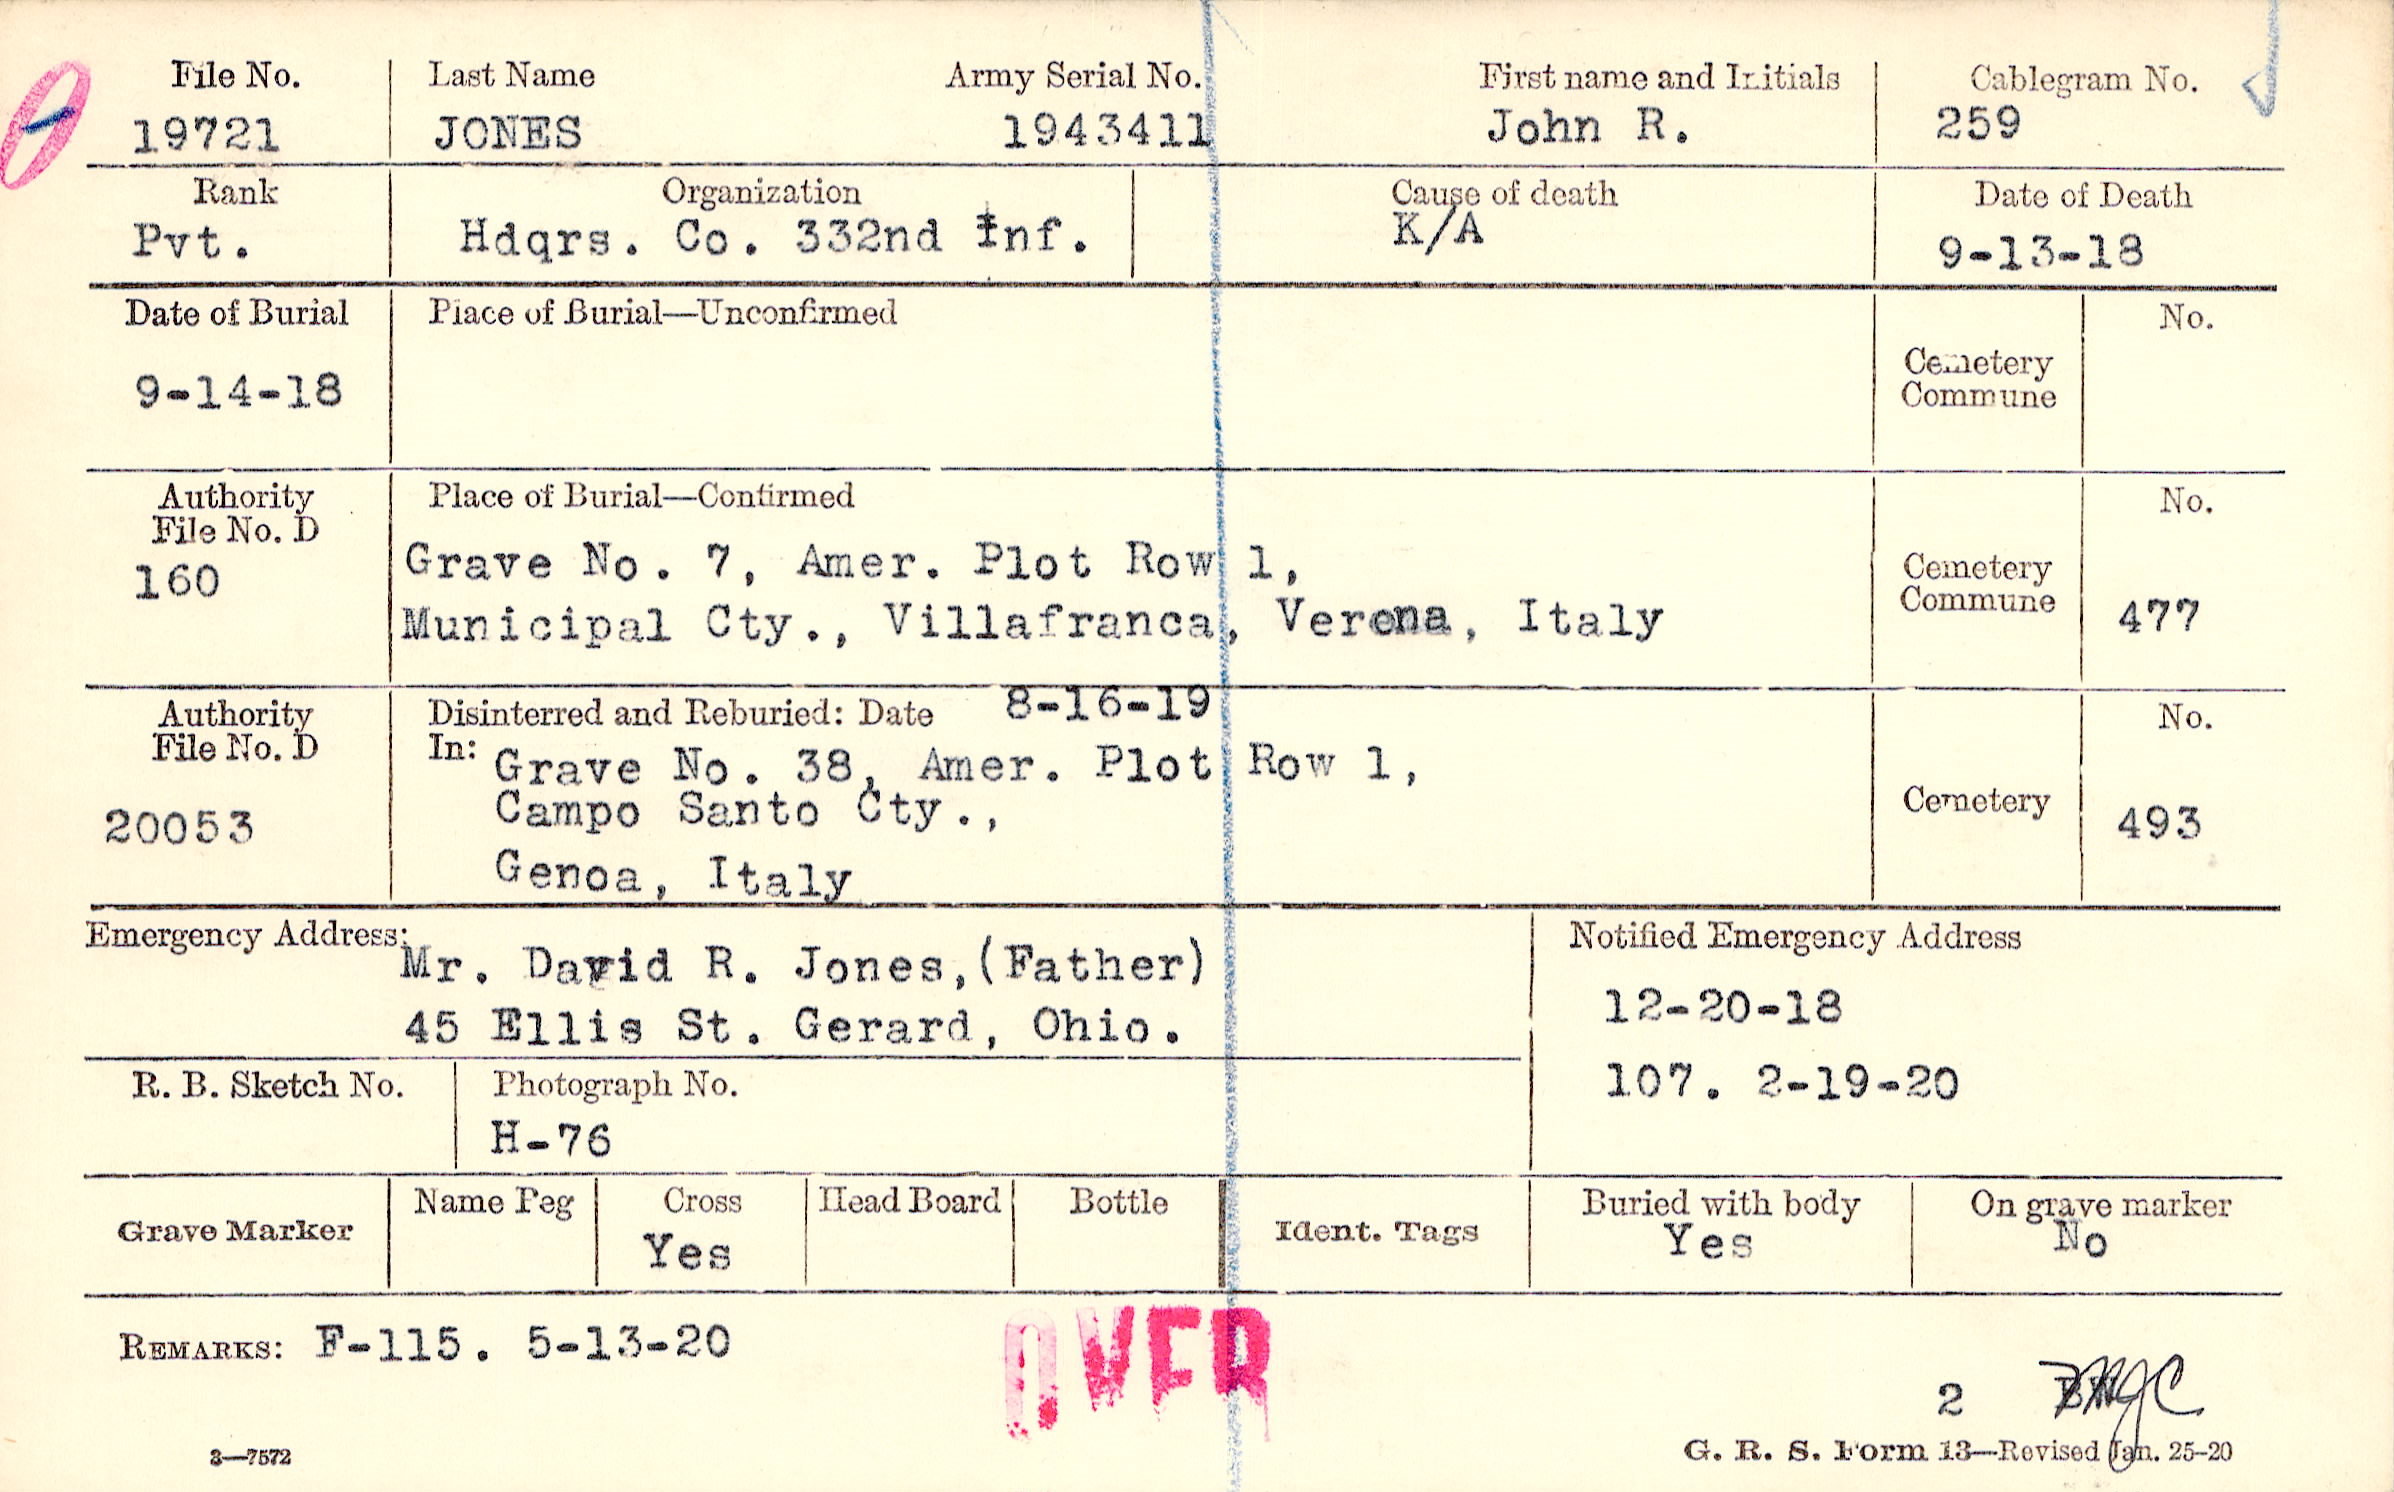 File No. Last Name Army Serial No. First name and Initials Cablegram No.
19721 JONES 1943411 John R. 259
Rank Organization Cause of death Date of Death
Pvt. Hdqrs. Co. 332nd Inf. K/A 9-13-18
Date of Burial Place of Burial—Unconfirmed No.
9-14-18 Cemetery
Commune
Authority Place of Burial—Confirmed No.
File No. D
160 Grave No. 7, Amer. Plot Row 1, Cemetery
Municipal Cty., Villafranca, Verona, Italy Commune 477
Authority Disinterred and Reburied: Date 8-16-19 No.
File No. D In: Grave No. 38, Amer. Plot Row 1,
20053 Campo Santo Cty., Cemetery 493
Genoa, Italy
Emergency Address: Notified Emergency Address
Mr. David R. Jones,(Father)
45 Ellis St. Gerard, Ohio. 12-20-18
R. B. Sketch No. Photograph No. 107. 2-19-20
H-76
Grave Marker Name Peg Cross Head Board Bottle Ident. Tags Buried with body On grave marker
Yes Yes No
REMARKS: F-115. 5-13-20
OVER
2
3—7572 G. R. S. Form 13—Revised Jan. 25-20